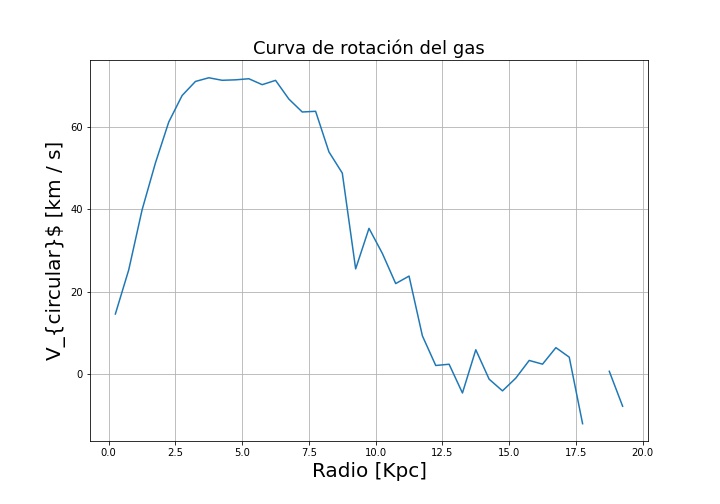 Curva de rotación del gas
V_{circular}$ [km / s]
60
40
20
0
0.0 2.5 5.0 7.5 10.0 12.5 15.0 17.5 20.0
Radio [Kpc]